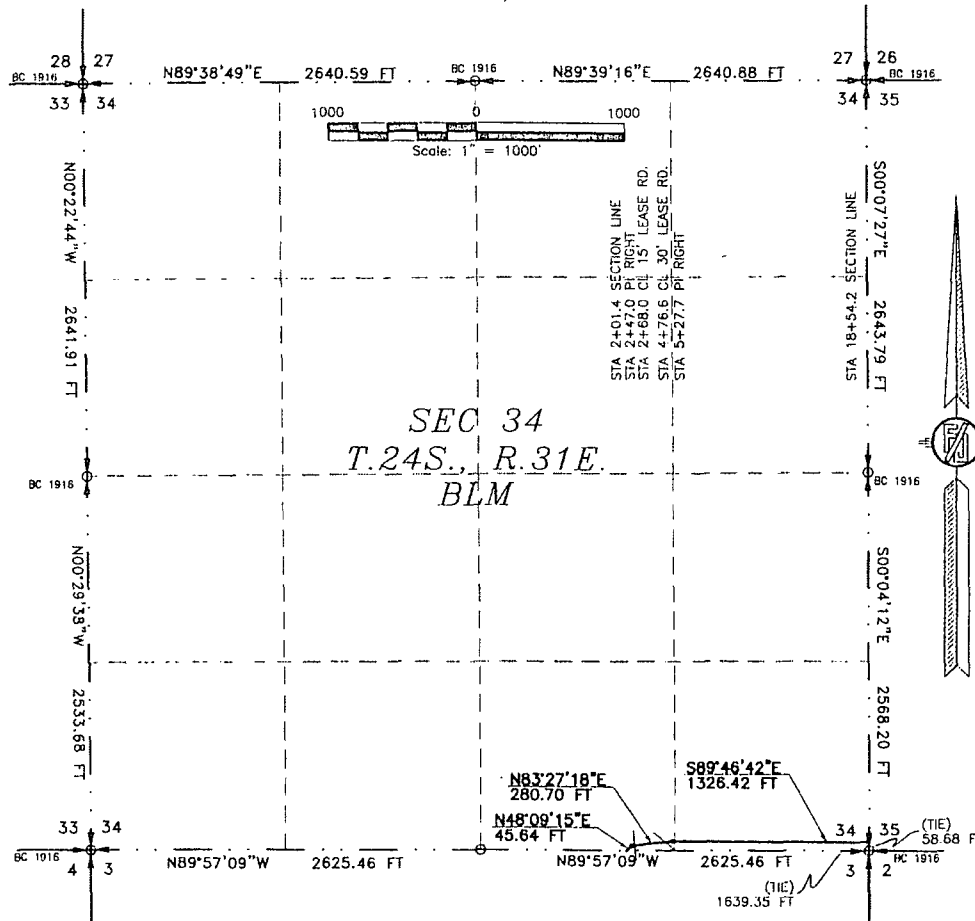 28 27
27 26
BC 1916
N89°38'49"E 2640.59 FT
BC 1916
N89°39'16"E 2640.88 FT
BC 1916
33 34
34 35
1000 0 1000
Scale: 1" = 1000'
N00°22'44"W 2641.91 FT
STA 2+01.4 SECTION LINE
STA 2+47.0 PI RIGHT
STA 2+68.0 CL 15' LEASE RD.
STA 4+76.6 CL 30' LEASE RD.
STA 5+27.7 PI RIGHT
STA 18+54.2 SECTION LINE
S00°07'27"E 2643.79 FT
SEC 34
T.24S., R.31E.
BLM
BC 1916
BC 1916
N00°29'38"W 2533.68 FT
S00°04'12"E 2568.20 FT
N83°27'18"E
280.70 FT
S89°46'42"E
1326.42 FT
N48°09'15"E
45.64 FT
33 34
34 35
(TIE)
58.68 FT
BC 1916
N89°57'09"W 2625.46 FT
N89°57'09"W 2625.46 FT
BC 1916
4 3
3 2
(TIE)
1639.35 FT